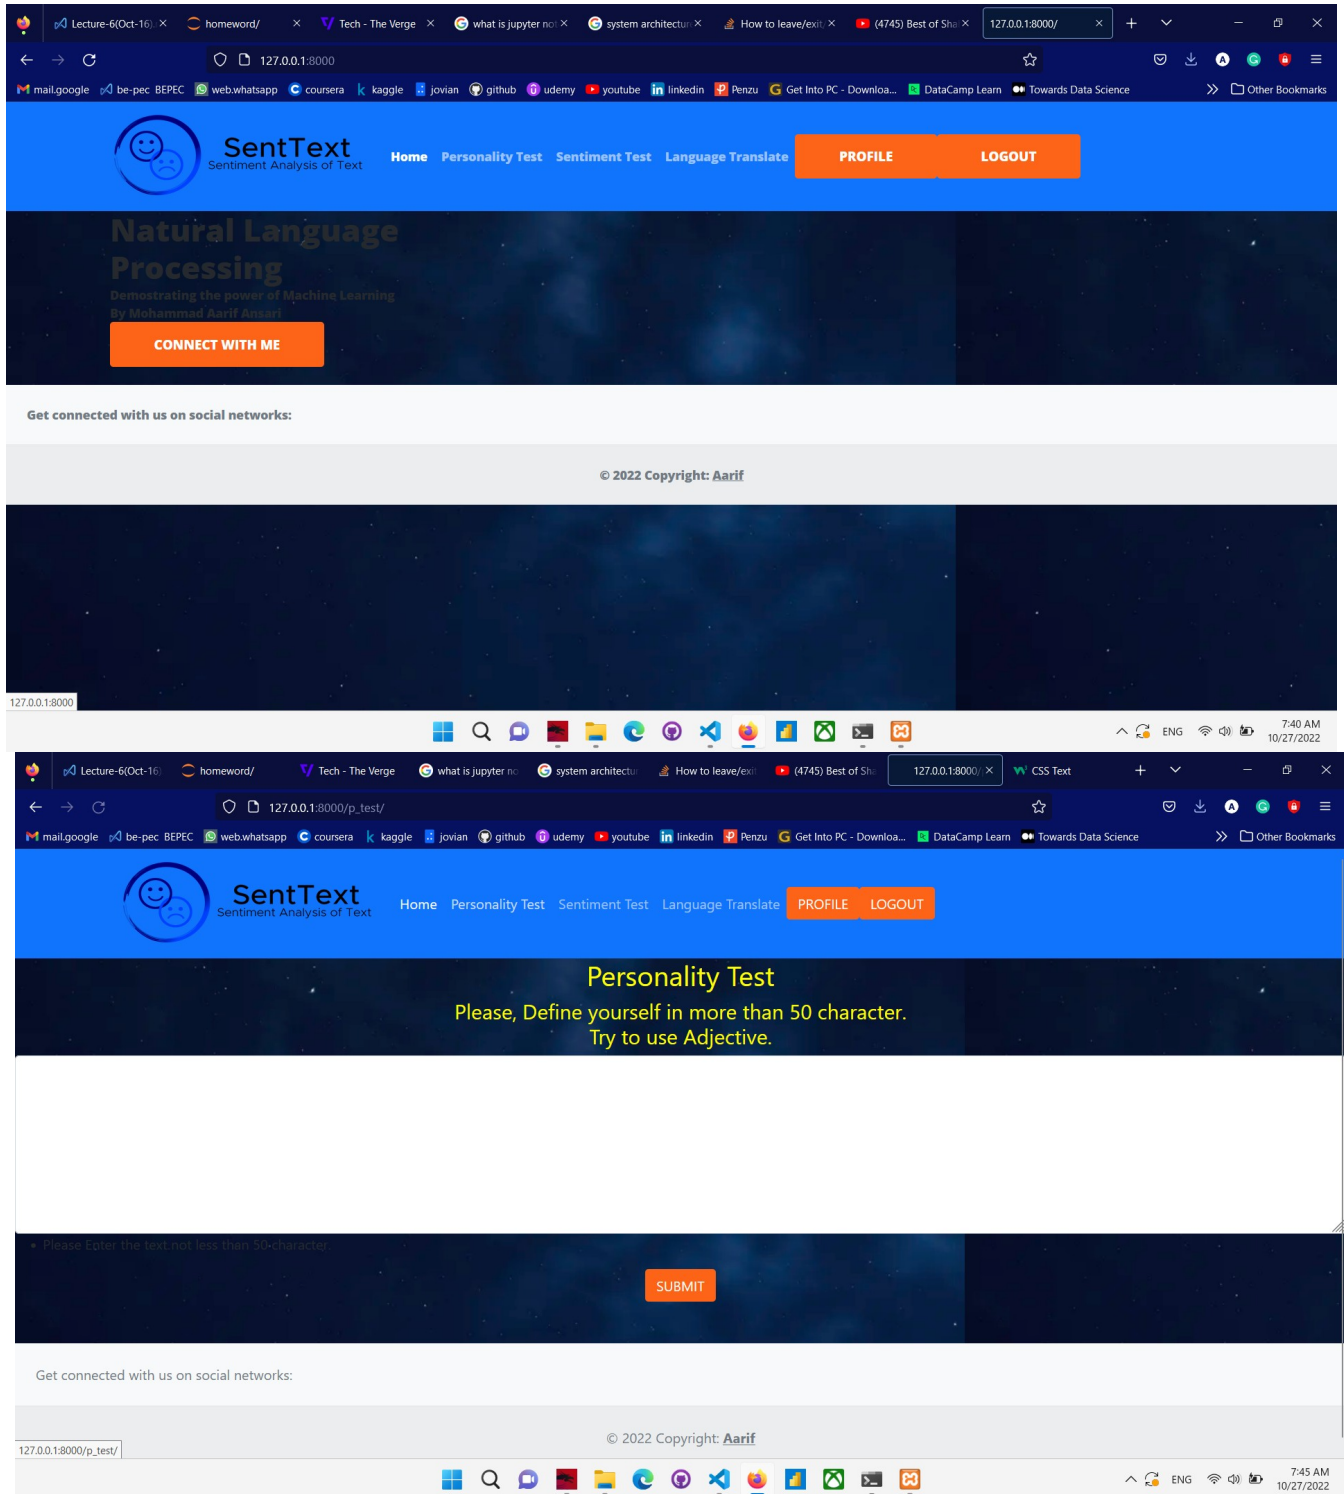 Lecture-6(Oct-16)
homeword/
Tech - The Verge
what is jupyter not
system architectur
How to leave/exit,
(4745) Best of Sha
127.0.0.1:8000/
127.0.0.1:8000
mail.google be-pec BEPEC web.whatsapp coursera kaggle jovian github udemy youtube linkedin Penzu Get Into PC - Downloa... DataCamp Learn Towards Data Science Other Bookmarks
SentText
Sentiment Analysis of Text
Home Personality Test Sentiment Test Language Translate PROFILE LOGOUT
Natural Language
Processing
Demostrating the power of Machine Learning
By Mohammad Aarif Ansari
CONNECT WITH ME
Get connected with us on social networks:
© 2022 Copyright: Aarif
127.0.0.1:8000
ENG
7:40 AM
10/27/2022
Lecture-6(Oct-16)
homeword/
Tech - The Verge
what is jupyter no
system architectur
How to leave/exit
(4745) Best of Sha
127.0.0.1:8000/
CSS Text
127.0.0.1:8000/p_test/
mail.google be-pec BEPEC web.whatsapp coursera kaggle jovian github udemy youtube linkedin Penzu Get Into PC - Downloa... DataCamp Learn Towards Data Science Other Bookmarks
SentText
Sentiment Analysis of Text
Home Personality Test Sentiment Test Language Translate PROFILE LOGOUT
Personality Test
Please, Define yourself in more than 50 character.
Try to use Adjective.
• Please Enter the text not less than 50 character.
SUBMIT
Get connected with us on social networks:
© 2022 Copyright: Aarif
127.0.0.1:8000/p_test/
ENG
7:45 AM
10/27/2022